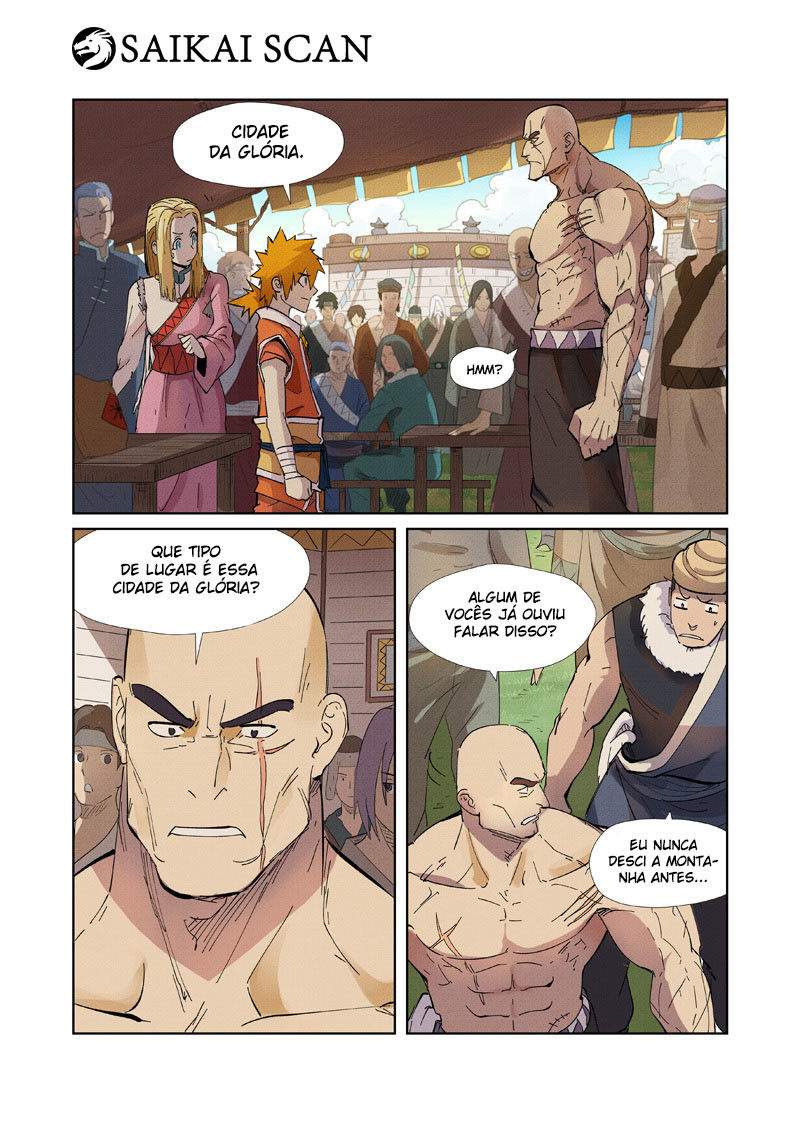 SAIKAI SCAN
CIDADE
DA GLÓRIA.
HMM?
QUE TIPO
DE LUGAR É ESSA
CIDADE DA GLÓRIA?
ALGUM DE
VOCÊS JÁ OUVIU
FALAR DISSO?
EU NUNCA
DESCI A MONTA-
NHA ANTES...